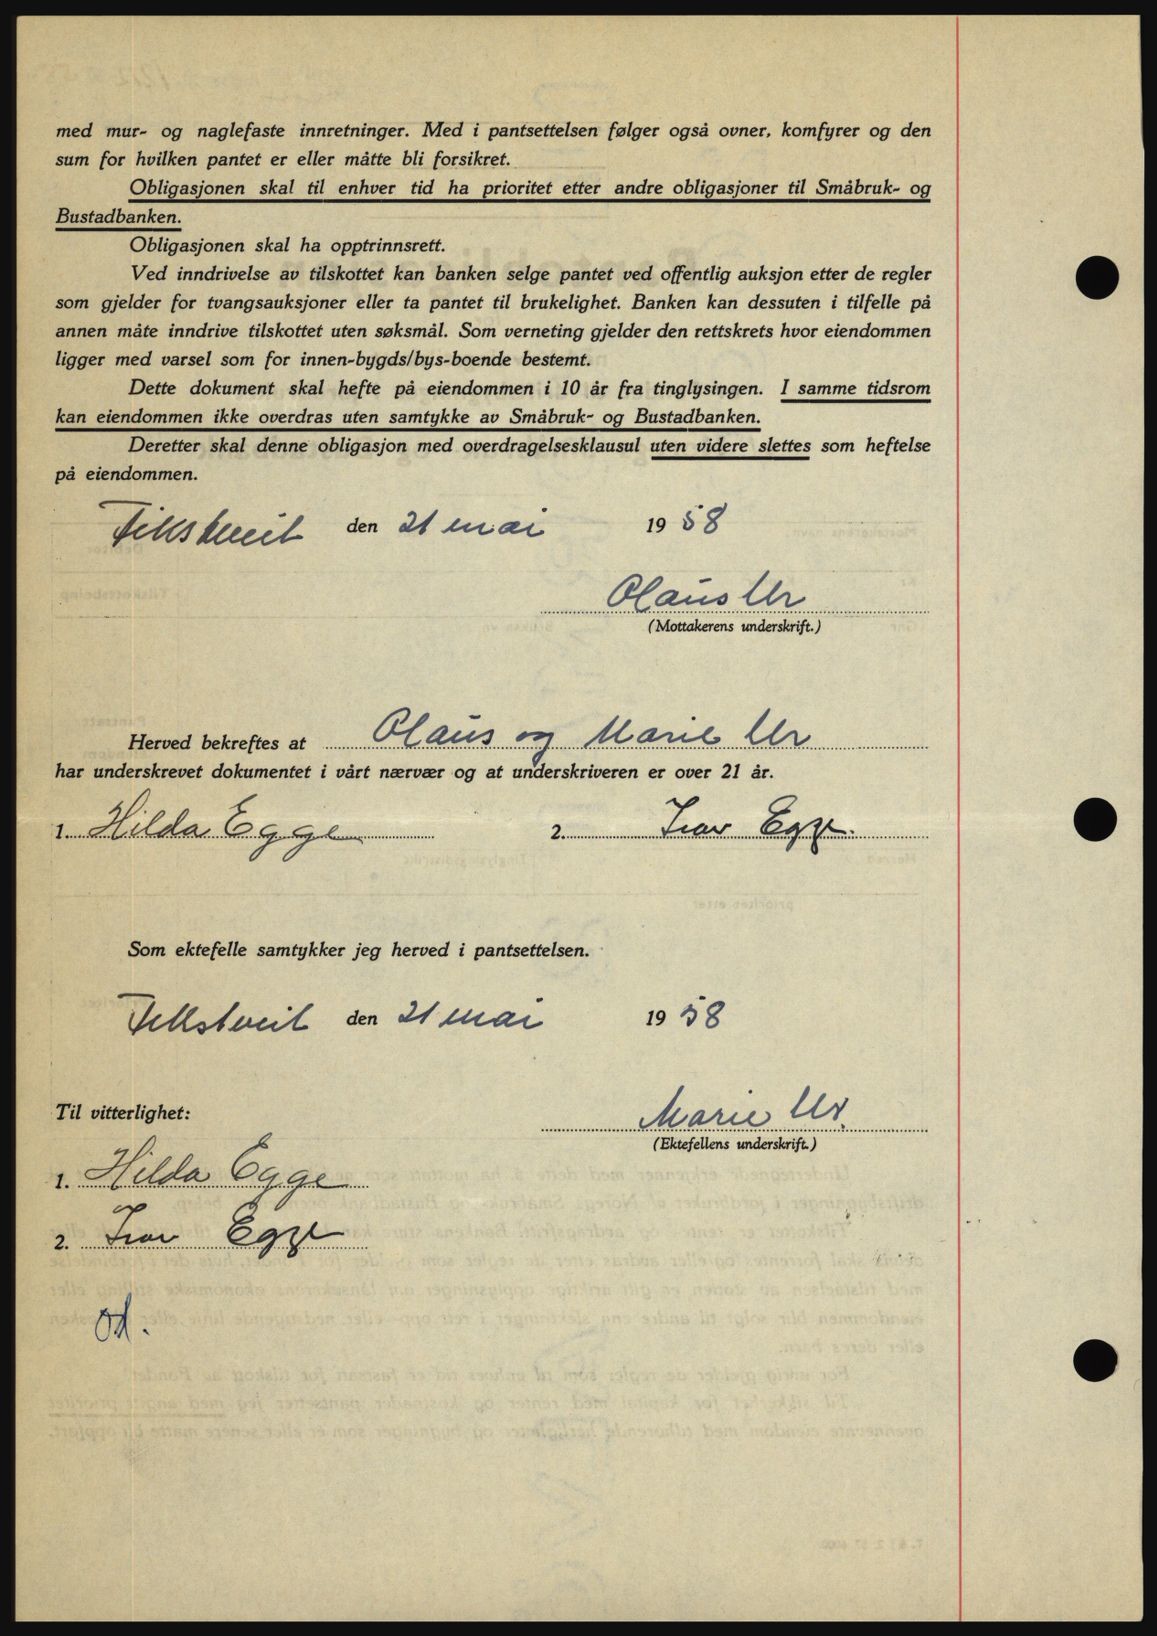 med mur- og naglefaste innretninger. Med i pantsettelsen følger også ovner, komfyrer og den
sum for hvilken pantet er eller måtte bli forsikret.
Obligasjonen skal til enhver tid ha prioritet etter andre obligasjoner til Småbruk- og
Bustadbanken.
Obligasjonen skal ha opptrinnsrett.
Ved inndrivelse av tilskottet kan banken selge pantet ved offentlig auksjon etter de regler
som gjelder for tvangsauksjoner eller ta pantet til brukelighet. Banken kan dessuten i tilfelle på
annen måte inndrive tilskottet uten søksmål. Som verneting gjelder den rettskrets hvor eiendommen
ligger med varsel som for innen-bygds/bys-boende bestemt.
Dette dokument skal hefte på eiendommen i 10 år fra tinglysingen. I samme tidsrom
kan eiendommen ikke overdras uten samtykke av Småbruk- og Bustadbanken.
Deretter skal denne obligasjon med overdragelsesklausul uten videre slettes som heftelse
på eiendommen.
den 21 mai 1958
Olaus Ur
(Mottakerens underskrift.)
Herved bekreftes at Olaus og Marie Ur
har underskrevet dokumentet i vårt nærvær og at underskriveren er over 21 år.
1. Hilda Egge 2. Ivar Egge.
Som ektefelle samtykker jeg herved i pantsettelsen.
den 21 mai 1958
Til vitterlighet:
Marie Ur.
(Ektefellens underskrift.)
1. Hilda Egge
2. Ivar Egge